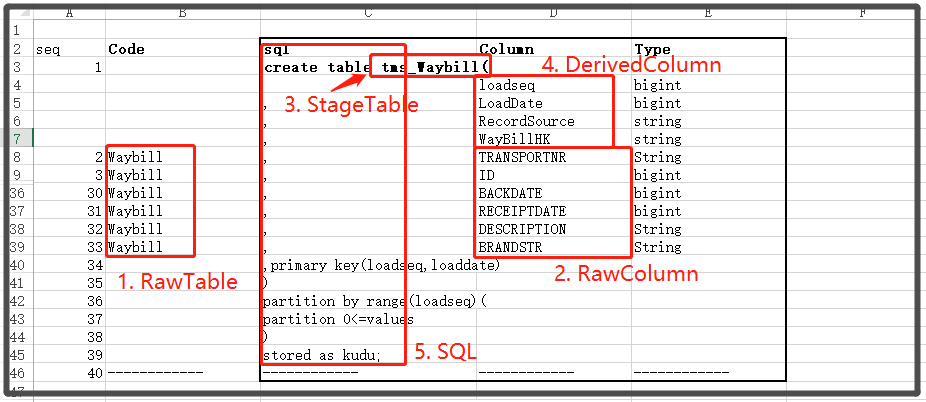 A B C D E F
1
2 seq Code sql Column Type
3 1 create table tms_Waybill(
4. DerivedColumn
4 loadseq bigint
3. StageTable
5 , LoadDate bigint
6 , RecordSource string
7 , WayBillHK string
8 2 Waybill , TRANSPORTNR String
9 3 Waybill , ID bigint
36 30 Waybill , BACKDATE bigint
37 31 Waybill , RECEIPTDATE bigint
38 32 Waybill , DESCRIPTION String
39 33 Waybill , BRANDSTR String
40 34 ,primary key(loadseq,loaddate)
1. RawTable
2. RawColumn
41 35 )
42 36 partition by range(loadseq)(
43 37 partition 0<=values
44 38 )
5. SQL
45 39 stored as kudu;
46 40 ------------ ------------ ------------ ------------